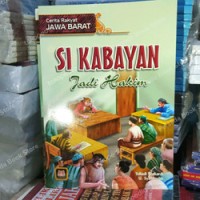 Cerita Rakyat
JAWA BARAT
SI KABAYAN
Jadi Hakim